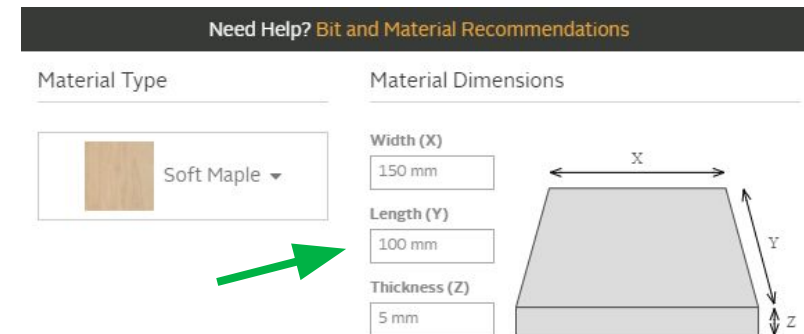 Need Help? Bit and Material Recommendations
Material Type
Material Dimensions
Soft Maple
Width (X)
150 mm
Length (Y)
100 mm
Thickness (Z)
5 mm
X
Y
Z